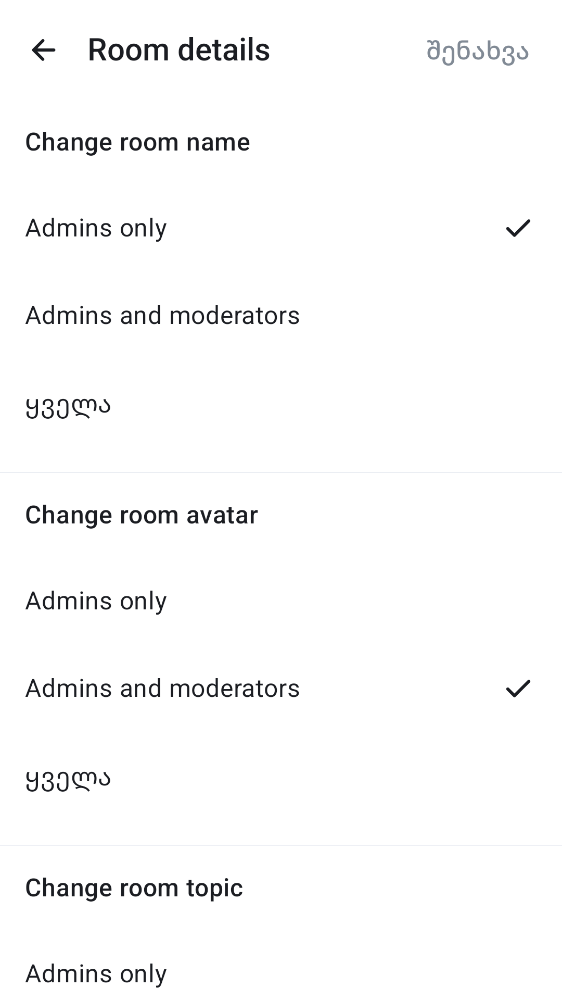 Room details
შენახვა
Change room name
Admins only
Admins and moderators
ყველა
Change room avatar
Admins only
Admins and moderators
ყველა
Change room topic
Admins only